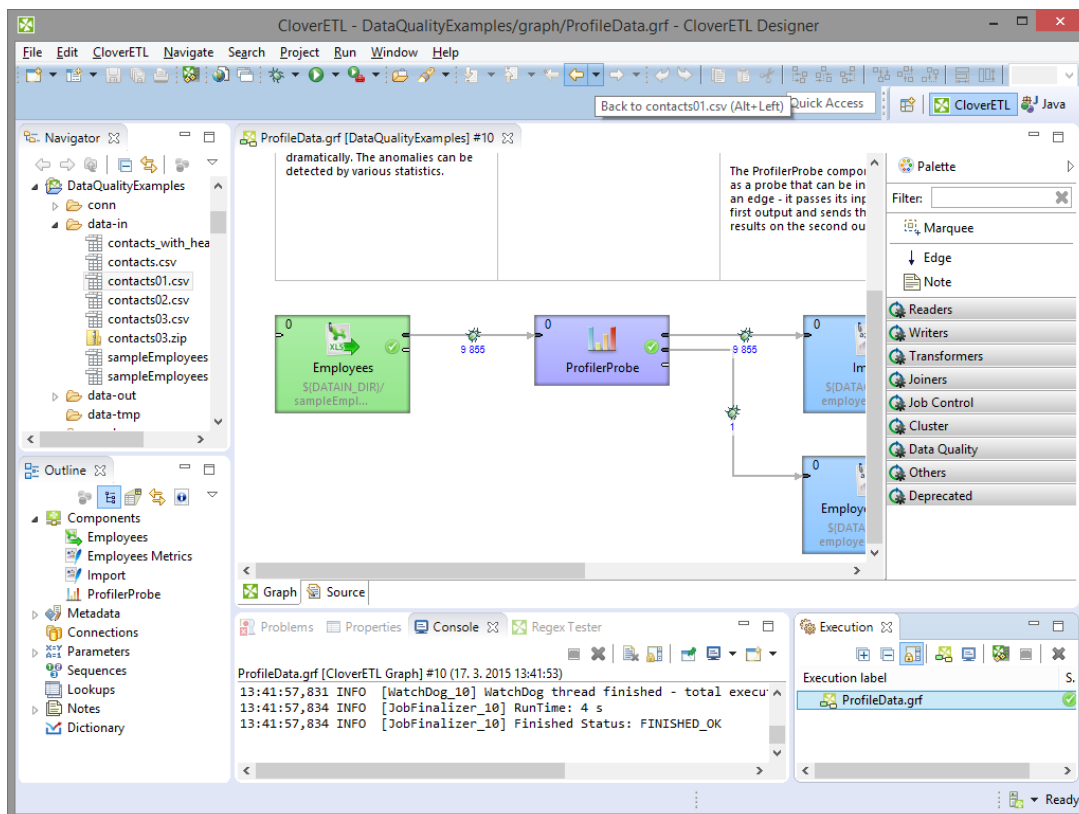 CloverETL - DataQualityExamples/graph/ProfileData.grf - CloverETL Designer
File Edit CloverETL Navigate Search Project Run Window Help
Back to contacts01.csv (Alt+Left)
Quick Access
CloverETL
Java
Navigator
DataQualityExamples
conn
data-in
contacts_with_hea
contacts.csv
contacts01.csv
contacts02.csv
contacts03.csv
contacts03.zip
sampleEmployees
sampleEmployees
data-out
data-tmp
Outline
Components
Employees
Employees Metrics
Import
ProfilerProbe
Metadata
Connections
Parameters
Sequences
Lookups
Notes
Dictionary
ProfileData.grf [DataQualityExamples] #10
dramatically. The anomalies can be
detected by various statistics.
The ProfilerProbe compo
as a probe that can be in
an edge - it passes its inp
first output and sends th
results on the second ou
0
XLS
Employees
${DATAIN_DIR}/
sampleEmpl...
9 855
0
ProfilerProbe
9 855
1
0
Im
${DATA
employe
0
Employe
${DATA
employe
Graph
Source
Palette
Filter:
Marquee
Edge
Note
Readers
Writers
Transformers
Joiners
Job Control
Cluster
Data Quality
Others
Deprecated
Problems
Properties
Console
Regex Tester
ProfileData.grf [CloverETL Graph] #10 (17. 3. 2015 13:41:53)
13:41:57,831 INFO [WatchDog_10] WatchDog thread finished - total execu
13:41:57,834 INFO [JobFinalizer_10] RunTime: 4 s
13:41:57,834 INFO [JobFinalizer_10] Finished Status: FINISHED_OK
Execution
Execution label
S.
ProfileData.grf
Ready